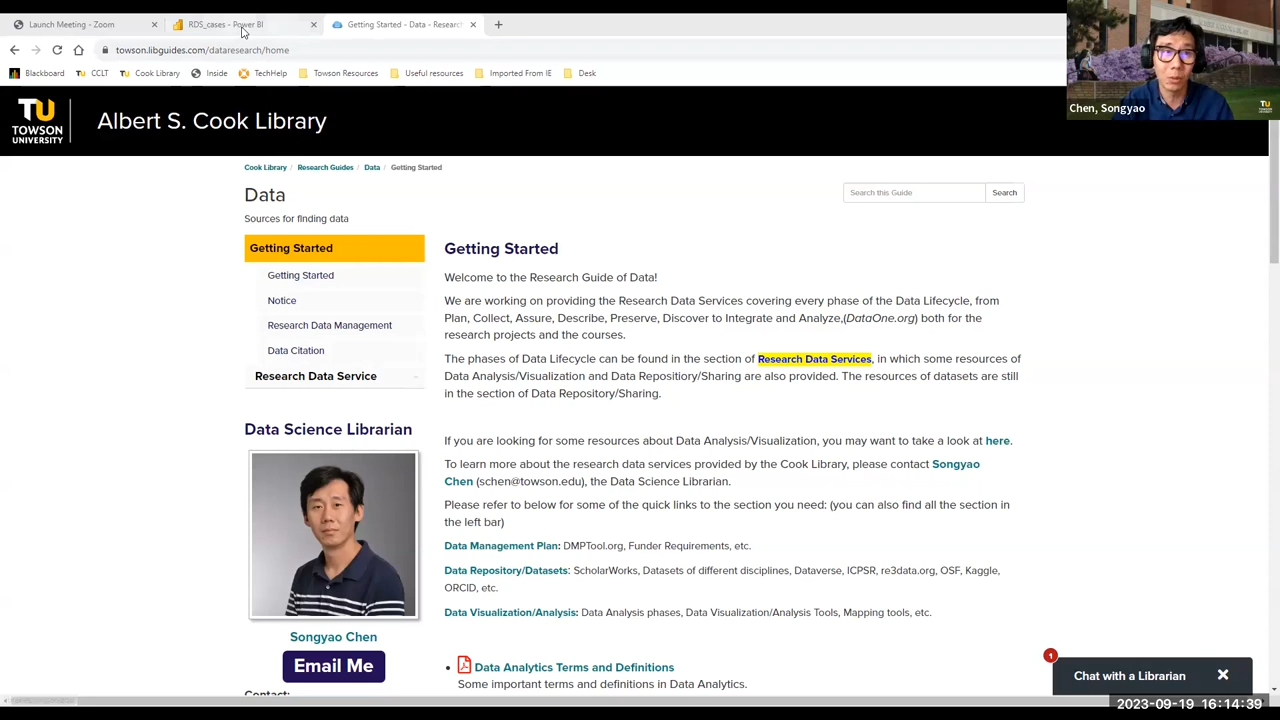 Launch Meeting - Zoom
RDS_cases - Power BI
Getting Started - Data - Researc
towson.libguides.com/dataresearch/home
Blackboard
TU CCLT
TU Cook Library
Inside
TechHelp
Towson Resources
Useful resources
Imported From IE
Desk
Chen, Songyao
TU
TU
TOWSON
UNIVERSITY
Albert S. Cook Library
Cook Library / Research Guides / Data / Getting Started
Data
Search this Guide
Search
Sources for finding data
Getting Started
Getting Started
Notice
Research Data Management
Data Citation
Research Data Service
Data Science Librarian
Songyao Chen
Email Me
Contact:
Getting Started
Welcome to the Research Guide of Data!
We are working on providing the Research Data Services covering every phase of the Data Lifecycle, from
Plan, Collect, Assure, Describe, Preserve, Discover to Integrate and Analyze,(DataOne.org) both for the
research projects and the courses.
The phases of Data Lifecycle can be found in the section of Research Data Services, in which some resources of
Data Analysis/Visualization and Data Repositiory/Sharing are also provided. The resources of datasets are still
in the section of Data Repository/Sharing.
If you are looking for some resources about Data Analysis/Visualization, you may want to take a look at here.
To learn more about the research data services provided by the Cook Library, please contact Songyao
Chen (schen@towson.edu), the Data Science Librarian.
Please refer to below for some of the quick links to the section you need: (you can also find all the section in
the left bar)
Data Management Plan: DMPTool.org, Funder Requirements, etc.
Data Repository/Datasets: ScholarWorks, Datasets of different disciplines, Dataverse, ICPSR, re3data.org, OSF, Kaggle,
ORCID, etc.
Data Visualization/Analysis: Data Analysis phases, Data Visualization/Analysis Tools, Mapping tools, etc.
Data Analytics Terms and Definitions
Some important terms and definitions in Data Analytics.
1
Chat with a Librarian
2023-09-19 16:14:39